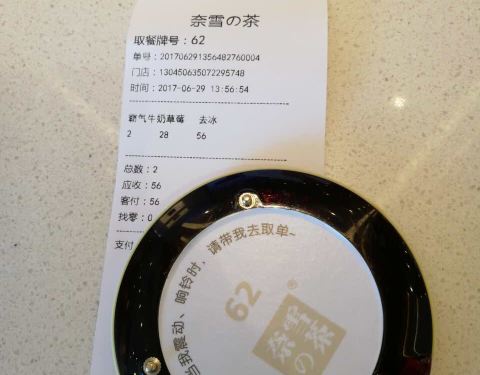 奈雪の茶
取餐牌号：62
单号：201706291356482760004
门店：130450635072295748
时间：2017-06-29 13:56:54
霸气牛奶草莓 去冰
2 28 56
总数：2
应收：56
客付：56
找零：0
支付
当我震动、响铃时，请带我去取单~
62
®
奈雪
の茶